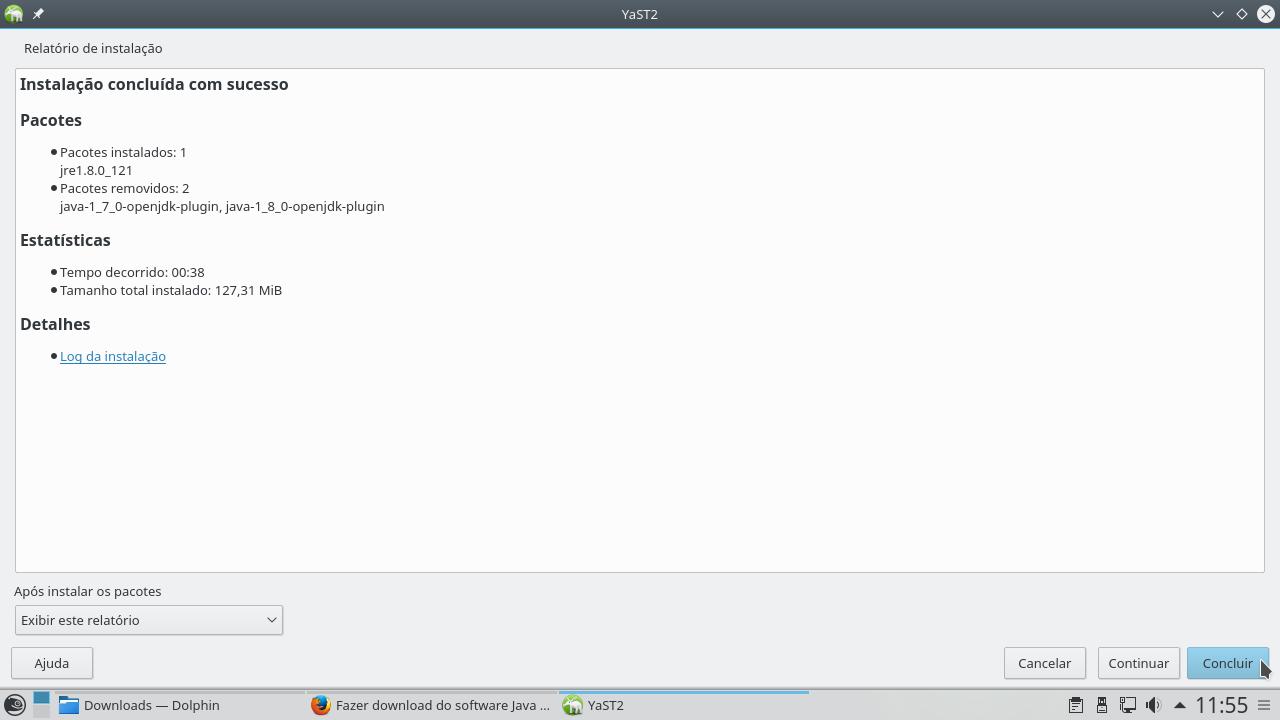 YaST2
Relatório de instalação
Instalação concluída com sucesso
Pacotes
Pacotes instalados: 1
jre1.8.0_121
Pacotes removidos: 2
java-1_7_0-openjdk-plugin, java-1_8_0-openjdk-plugin
Estatísticas
Tempo decorrido: 00:38
Tamanho total instalado: 127,31 MiB
Detalhes
Log da instalação
Após instalar os pacotes
Exibir este relatório
Ajuda
Cancelar
Continuar
Concluir
Downloads — Dolphin
Fazer download do software Java ...
YaST2
11:55